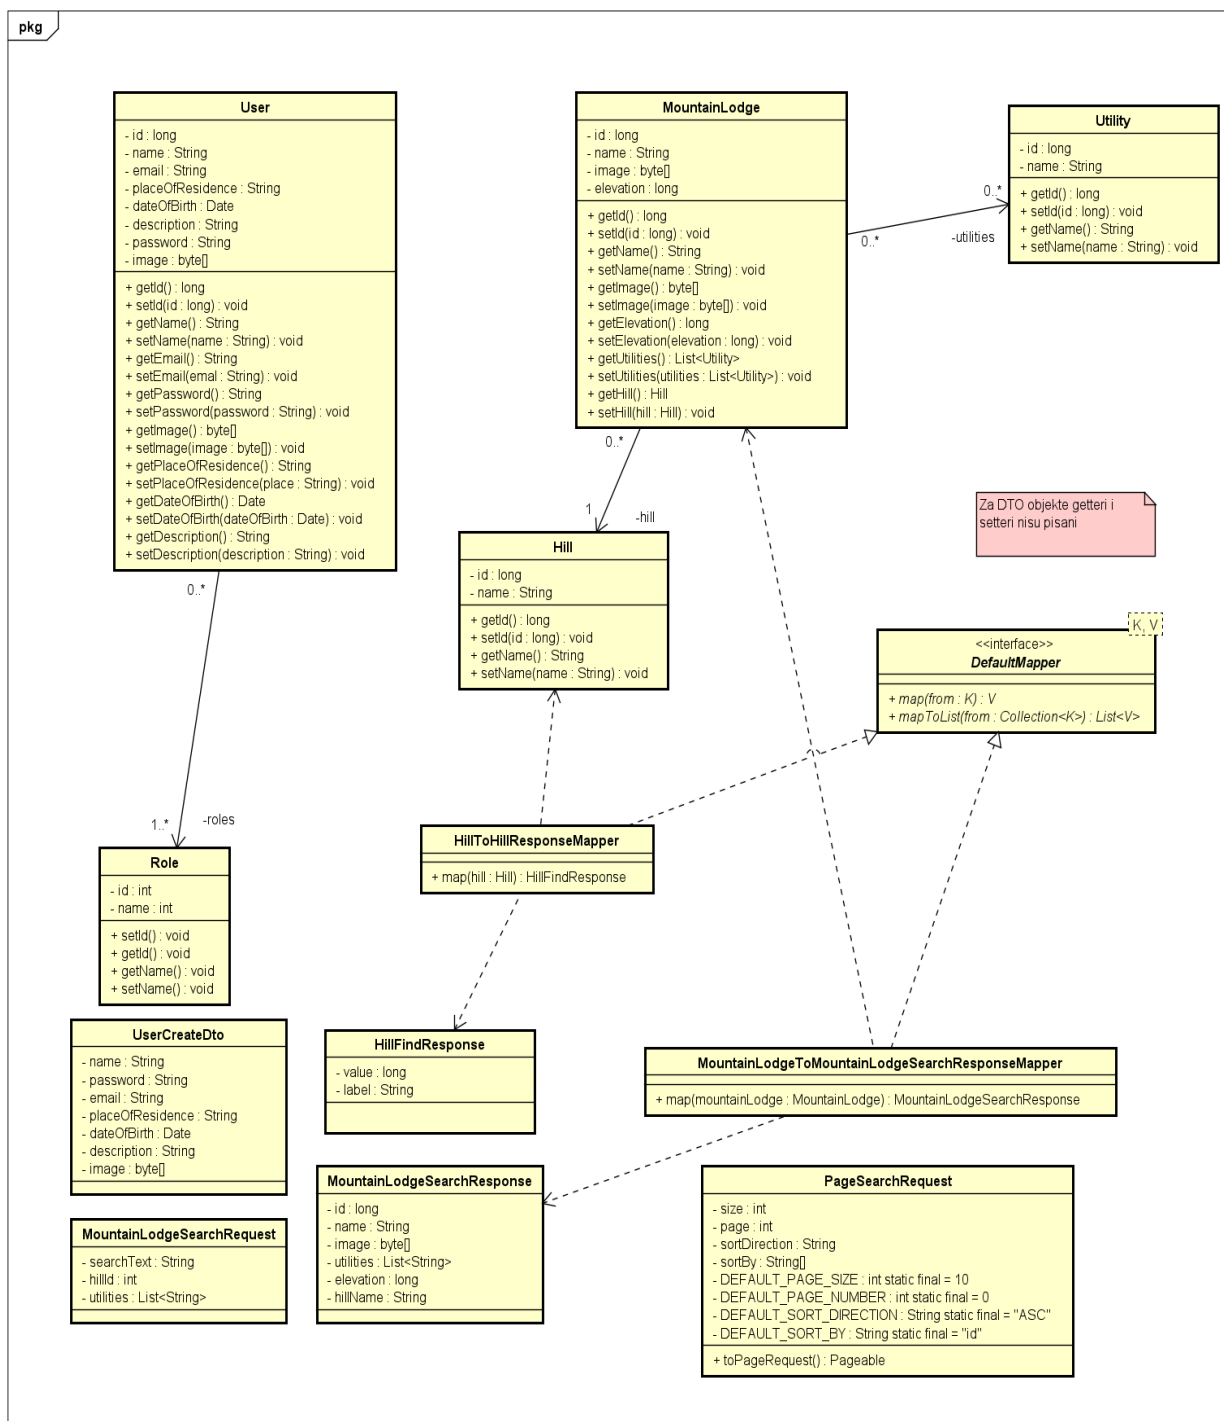 pkg
User
- id : long
- name : String
- email : String
- placeOfResidence : String
- dateOfBirth : Date
- description : String
- password : String
- image : byte[]
+ getId() : long
+ setId(id : long) : void
+ getName() : String
+ setName(name : String) : void
+ getEmail() : String
+ setEmail(emal : String) : void
+ getPassword() : String
+ setPassword(password : String) : void
+ getImage() : byte[]
+ setImage(image : byte[]) : void
+ getPlaceOfResidence() : String
+ setPlaceOfResidence(place : String) : void
+ getDateOfBirth() : Date
+ setDateOfBirth(dateOfBirth : Date) : void
+ getDescription() : String
+ setDescription(description : String) : void
0..*
1..*
-roles
MountainLodge
- id : long
- name : String
- image : byte[]
- elevation : long
+ getId() : long
+ setId(id : long) : void
+ getName() : String
+ setName(name : String) : void
+ getImage() : byte[]
+ setImage(image : byte[]) : void
+ getElevation() : long
+ setElevation(elevation : long) : void
+ getUtilities() : List<Utility>
+ setUtilities(utilities : List<Utility>) : void
+ getHill() : Hill
+ setHill(hill : Hill) : void
0..*
0..*
-utilities
Utility
- id : long
- name : String
+ getId() : long
+ setId(id : long) : void
+ getName() : String
+ setName(name : String) : void
0..*
1
-hill
Hill
- id : long
- name : String
+ getId() : long
+ setId(id : long) : void
+ getName() : String
+ setName(name : String) : void
Za DTO objekte getteri i
setteri nisu pisani
K, V
<<interface>>
DefaultMapper
+ map(from : K) : V
+ mapToList(from : Collection<K>) : List<V>
HillToHillResponseMapper
+ map(hill : Hill) : HillFindResponse
Role
- id : int
- name : int
+ setId() : void
+ getId() : void
+ getName() : void
+ setName() : void
UserCreateDto
- name : String
- password : String
- email : String
- placeOfResidence : String
- dateOfBirth : Date
- description : String
- image : byte[]
HillFindResponse
- value : long
- label : String
MountainLodgeToMountainLodgeSearchResponseMapper
+ map(mountainLodge : MountainLodge) : MountainLodgeSearchResponse
MountainLodgeSearchRequest
- searchText : String
- hillId : int
- utilities : List<String>
MountainLodgeSearchResponse
- id : long
- name : String
- image : byte[]
- utilities : List<String>
- elevation : long
- hillName : String
PageSearchRequest
- size : int
- page : int
- sortDirection : String
- sortBy : String[]
- DEFAULT_PAGE_SIZE : int static final = 10
- DEFAULT_PAGE_NUMBER : int static final = 0
- DEFAULT_SORT_DIRECTION : String static final = "ASC"
- DEFAULT_SORT_BY : String static final = "id"
+ toPageRequest() : Pageable